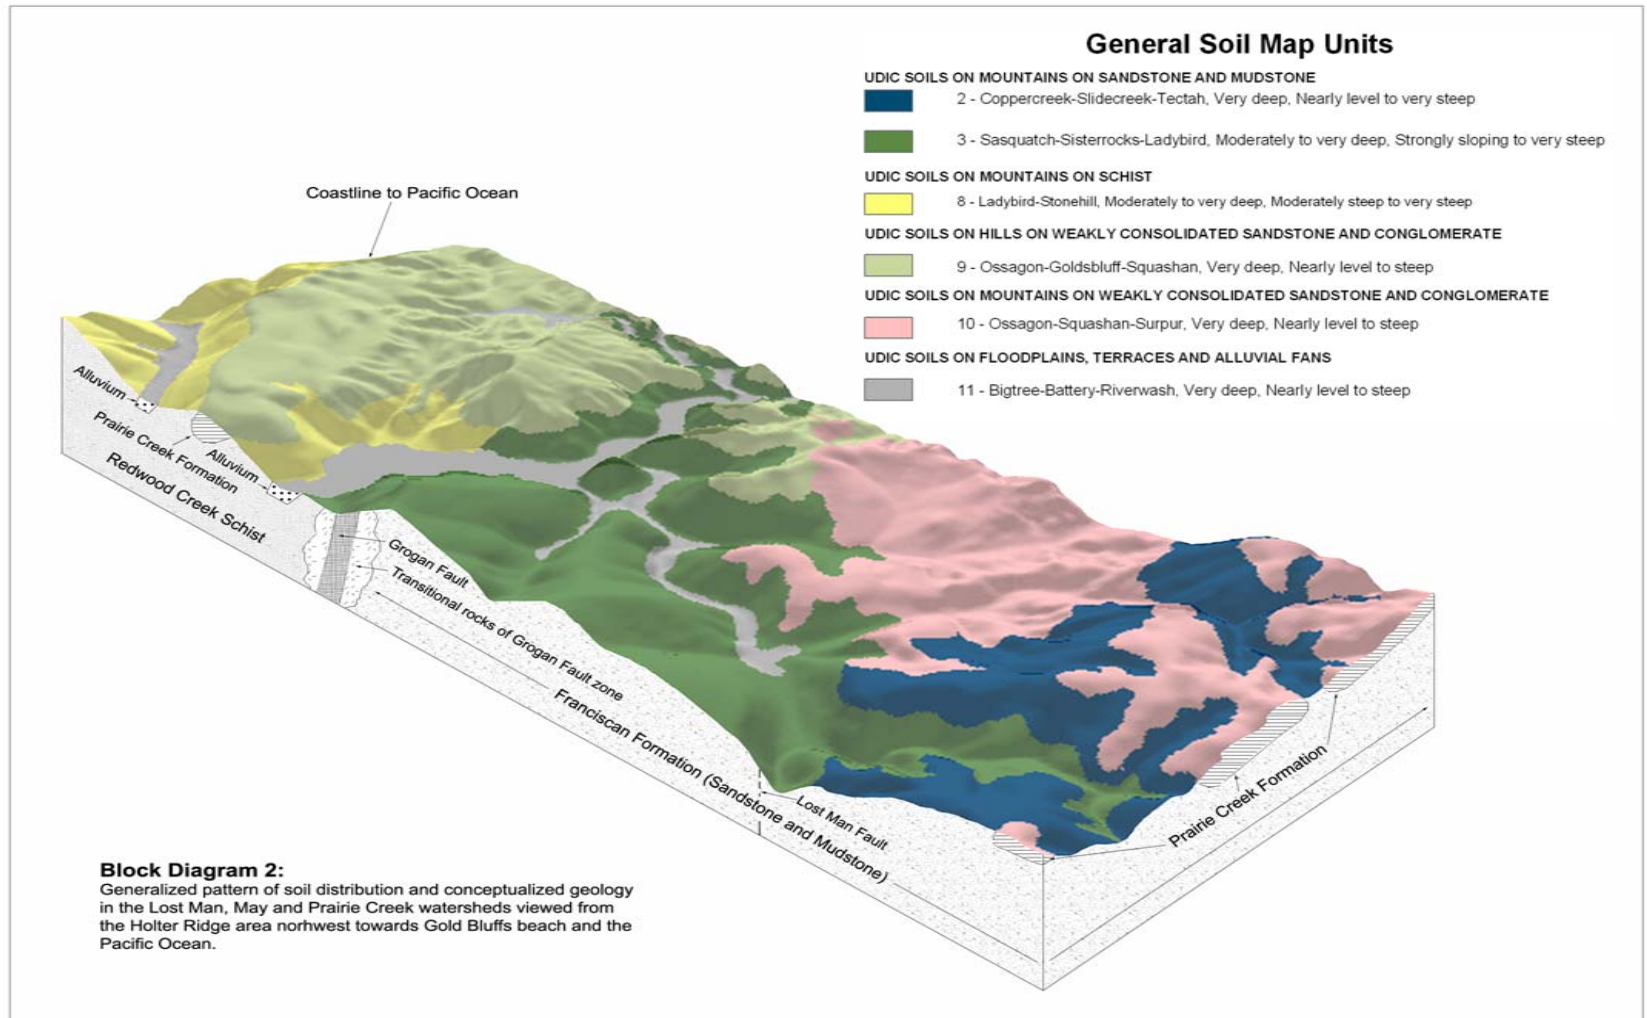 General Soil Map Units
UDIC SOILS ON MOUNTAINS ON SANDSTONE AND MUDSTONE
2 - Coppercreek-Slidecreek-Tectah, Very deep, Nearly level to very steep
3 - Sasquatch-Sisterrocks-Ladybird, Moderately to very deep, Strongly sloping to very steep
UDIC SOILS ON MOUNTAINS ON SCHIST
8 - Ladybird-Stonehill, Moderately to very deep, Moderately steep to very steep
UDIC SOILS ON HILLS ON WEAKLY CONSOLIDATED SANDSTONE AND CONGLOMERATE
9 - Ossagon-Goldsbluff-Squashan, Very deep, Nearly level to steep
UDIC SOILS ON MOUNTAINS ON WEAKLY CONSOLIDATED SANDSTONE AND CONGLOMERATE
10 - Ossagon-Squashan-Surpur, Very deep, Nearly level to steep
UDIC SOILS ON FLOODPLAINS, TERRACES AND ALLUVIAL FANS
11 - Bigtree-Battery-Riverwash, Very deep, Nearly level to steep
Coastline to Pacific Ocean
Alluvium
Prairie Creek Formation
Alluvium
Redwood Creek Schist
Grogan Fault
Transitional rocks of Grogan Fault zone
Franciscan Formation (Sandstone and Mudstone)
Lost Man Fault
Prairie Creek Formation
Block Diagram 2:
Generalized pattern of soil distribution and conceptualized geology
in the Lost Man, May and Prairie Creek watersheds viewed from
the Holter Ridge area norhwest towards Gold Bluffs beach and the
Pacific Ocean.